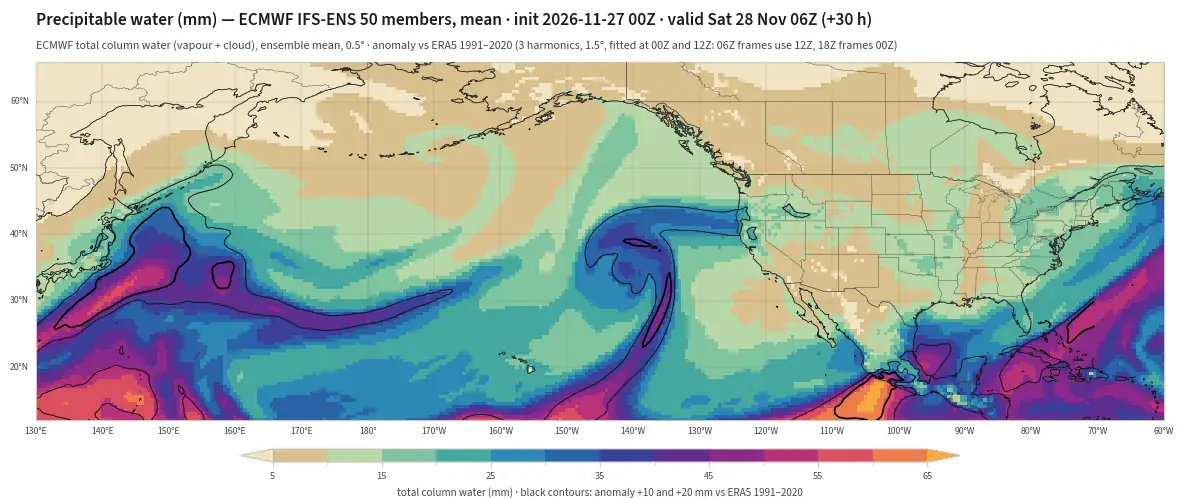 Precipitable water (mm) — ECMWF IFS-ENS 50 members, mean · init 2026-11-27 00Z · valid Sat 28 Nov 06Z (+30 h)
ECMWF total column water (vapour + cloud), ensemble mean, 0.5° · anomaly vs ERA5 1991–2020 (3 harmonics, 1.5°, fitted at 00Z and 12Z: 06Z frames use 12Z, 18Z frames 00Z)
60°N
50°N
40°N
30°N
20°N
130°E 140°E 150°E 160°E 170°E 180° 170°W 160°W 150°W 140°W 130°W 120°W 110°W 100°W 90°W 80°W 70°W 60°W
5 15 25 35 45 55 65
total column water (mm) · black contours: anomaly +10 and +20 mm vs ERA5 1991–2020